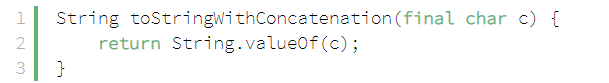 1 String toStringWithConcatenation(final char c) {
2     return String.valueOf(c);
3 }